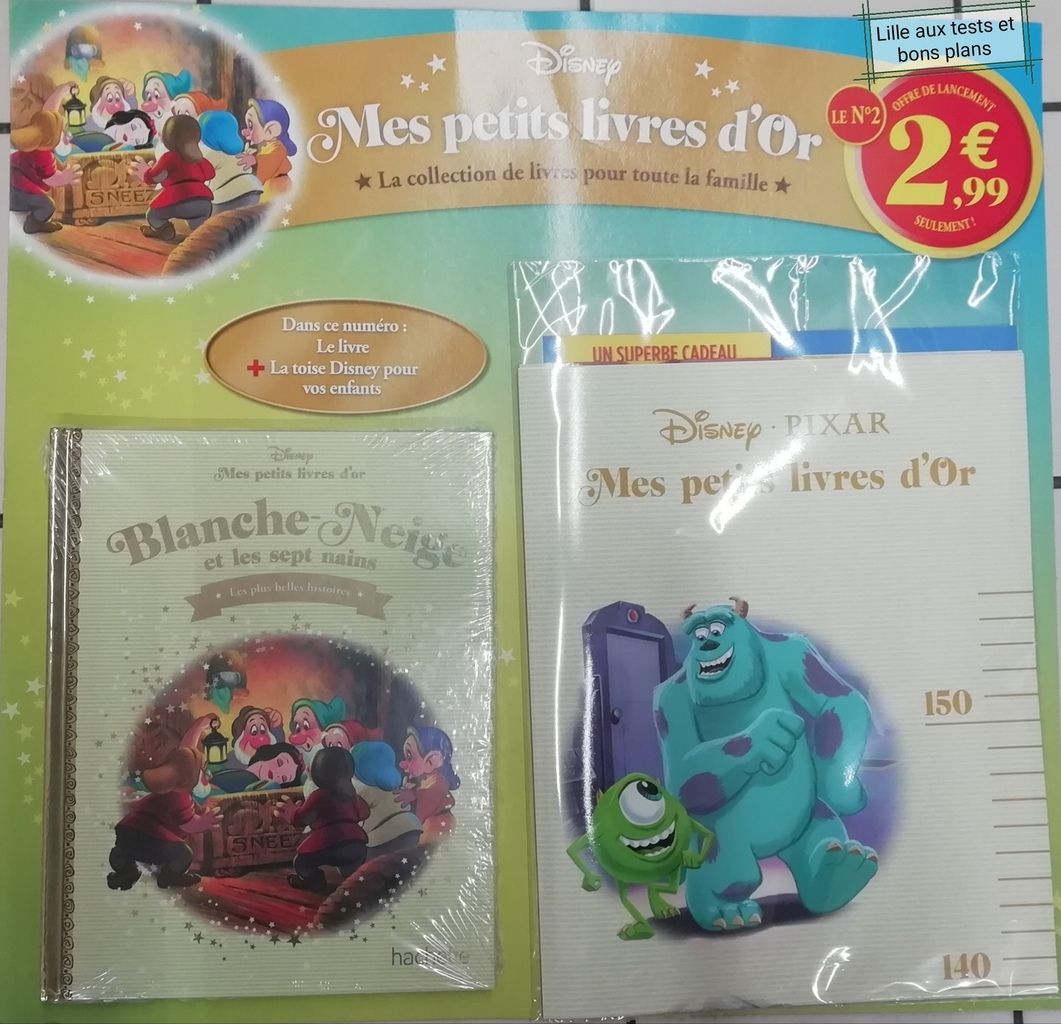 Lille aux tests et
bons plans
Disney
Mes petits livres d'Or
★ La collection de livres pour toute la famille ★
LE Nº2
OFFRE DE LANCEMENT
2€,99
SEULEMENT !
SNEEZ
Dans ce numéro :
Le livre
+ La toise Disney pour
vos enfants
UN SUPERBE CADEAU
Disney
Mes petits livres d'or
Blanche-Neige
et les sept nains
★ Les plus belles histoires ★
SNEE
hachette
Disney · PIXAR
Mes petits livres d'Or
150
140